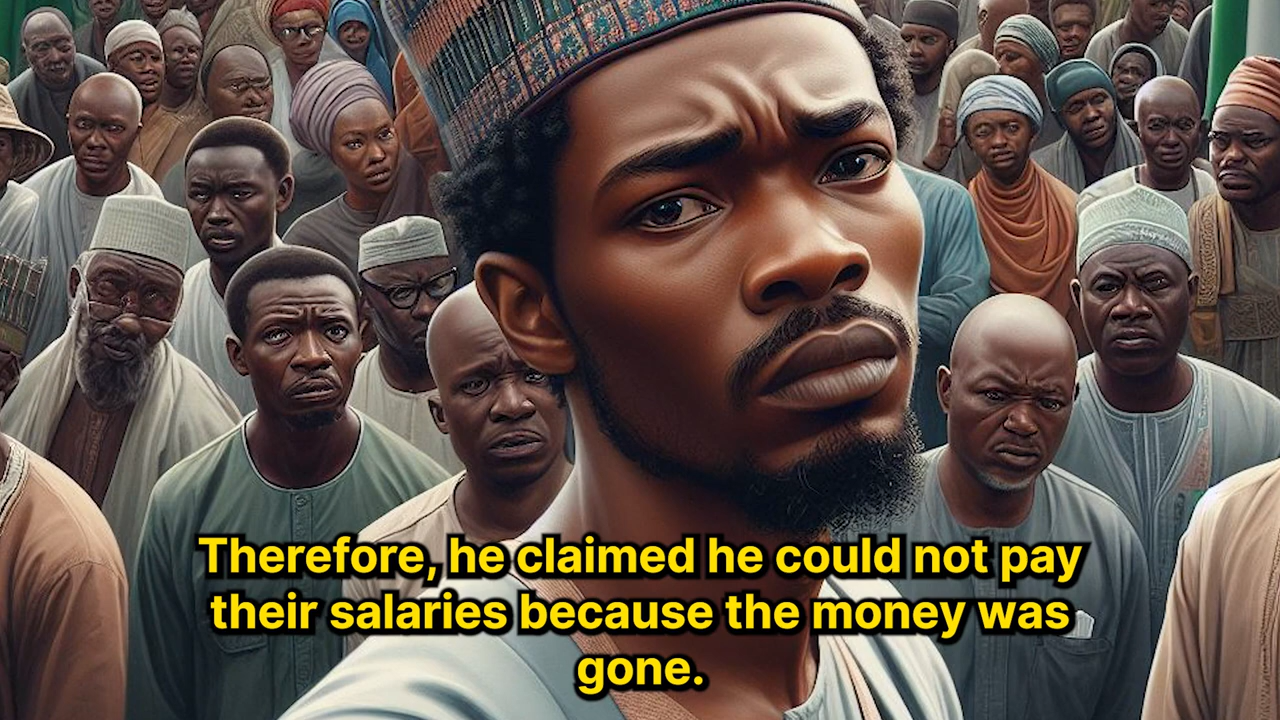 Therefore, he claimed he could not pay
their salaries because the money was
gone.